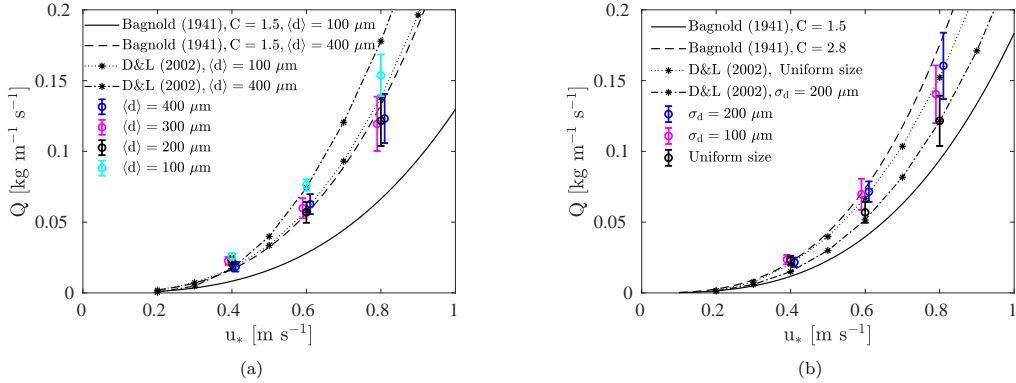 Bagnold (1941), C = 1.5, ⟨d⟩ = 100 μm
Bagnold (1941), C = 1.5, ⟨d⟩ = 400 μm
D&L (2002), ⟨d⟩ = 100 μm
D&L (2002), ⟨d⟩ = 400 μm
⟨d⟩ = 400 μm
⟨d⟩ = 300 μm
⟨d⟩ = 200 μm
⟨d⟩ = 100 μm
0.2
0.15
0.1
0.05
0
Q [kg m⁻¹ s⁻¹]
0 0.2 0.4 0.6 0.8 1
u* [m s⁻¹]
(a)
Bagnold (1941), C = 1.5
Bagnold (1941), C = 2.8
D&L (2002), Uniform size
D&L (2002), σd = 200 μm
σd = 200 μm
σd = 100 μm
Uniform size
0.2
0.15
0.1
0.05
0
Q [kg m⁻¹ s⁻¹]
0 0.2 0.4 0.6 0.8 1
u* [m s⁻¹]
(b)